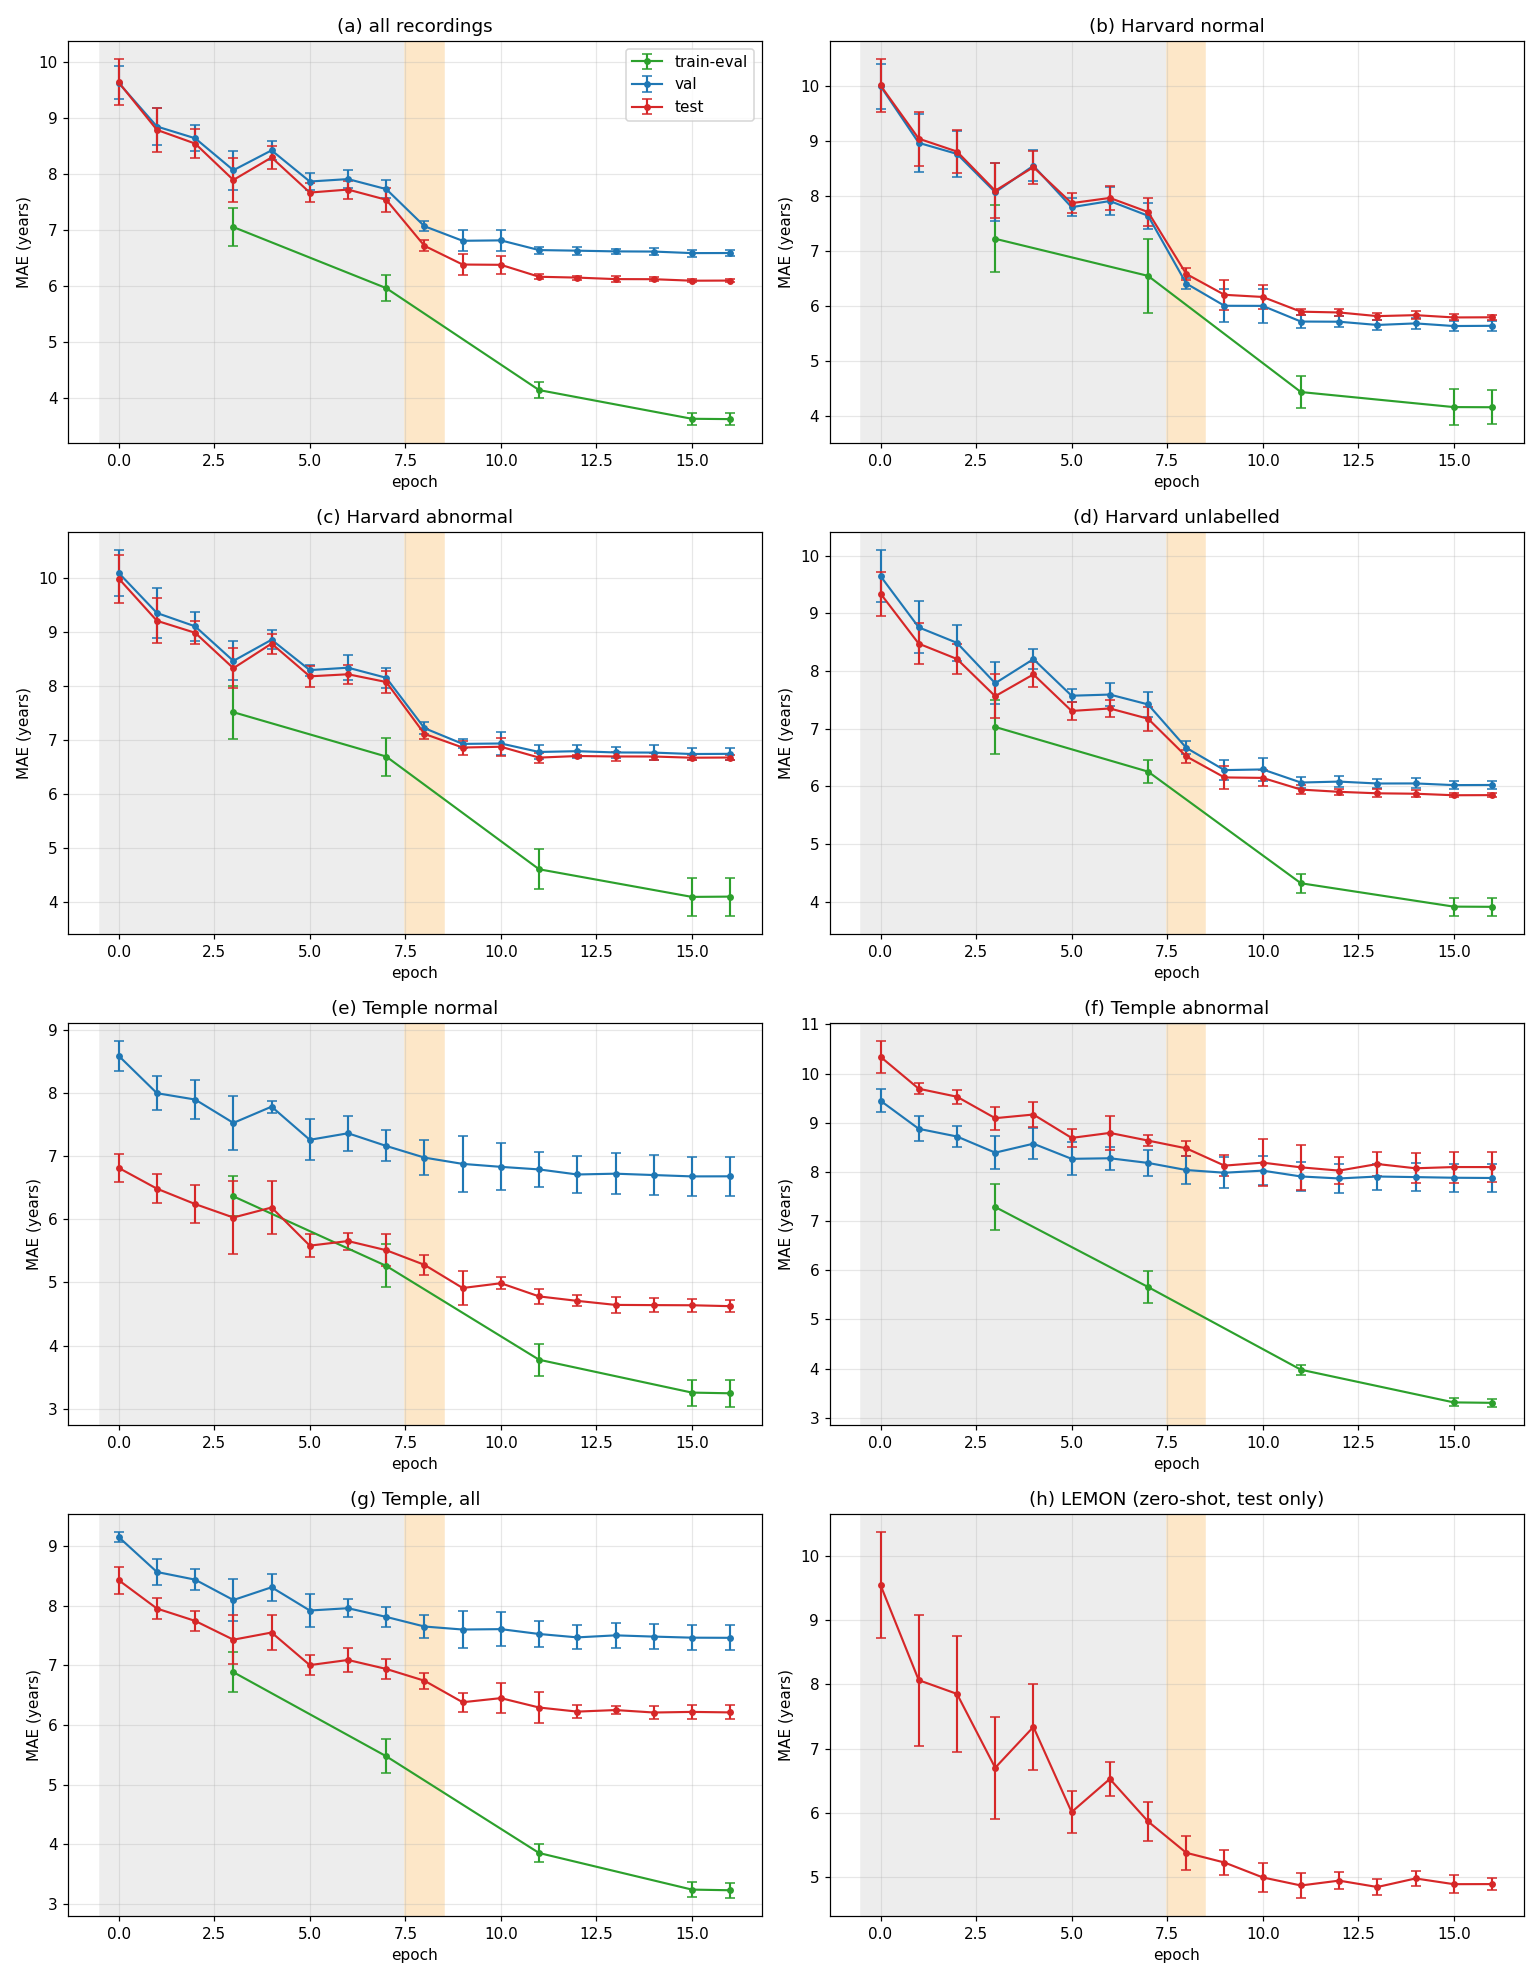 (a) all recordings
10
9
8
7
6
5
4
MAE (years)
0.0 2.5 5.0 7.5 10.0 12.5 15.0
epoch
train-eval
val
test
(b) Harvard normal
10
9
8
7
6
5
4
MAE (years)
0.0 2.5 5.0 7.5 10.0 12.5 15.0
epoch
(c) Harvard abnormal
10
9
8
7
6
5
4
MAE (years)
0.0 2.5 5.0 7.5 10.0 12.5 15.0
epoch
(d) Harvard unlabelled
10
9
8
7
6
5
4
MAE (years)
0.0 2.5 5.0 7.5 10.0 12.5 15.0
epoch
(e) Temple normal
9
8
7
6
5
4
3
MAE (years)
0.0 2.5 5.0 7.5 10.0 12.5 15.0
epoch
(f) Temple abnormal
11
10
9
8
7
6
5
4
3
MAE (years)
0.0 2.5 5.0 7.5 10.0 12.5 15.0
epoch
(g) Temple, all
9
8
7
6
5
4
3
MAE (years)
0.0 2.5 5.0 7.5 10.0 12.5 15.0
epoch
(h) LEMON (zero-shot, test only)
10
9
8
7
6
5
MAE (years)
0.0 2.5 5.0 7.5 10.0 12.5 15.0
epoch